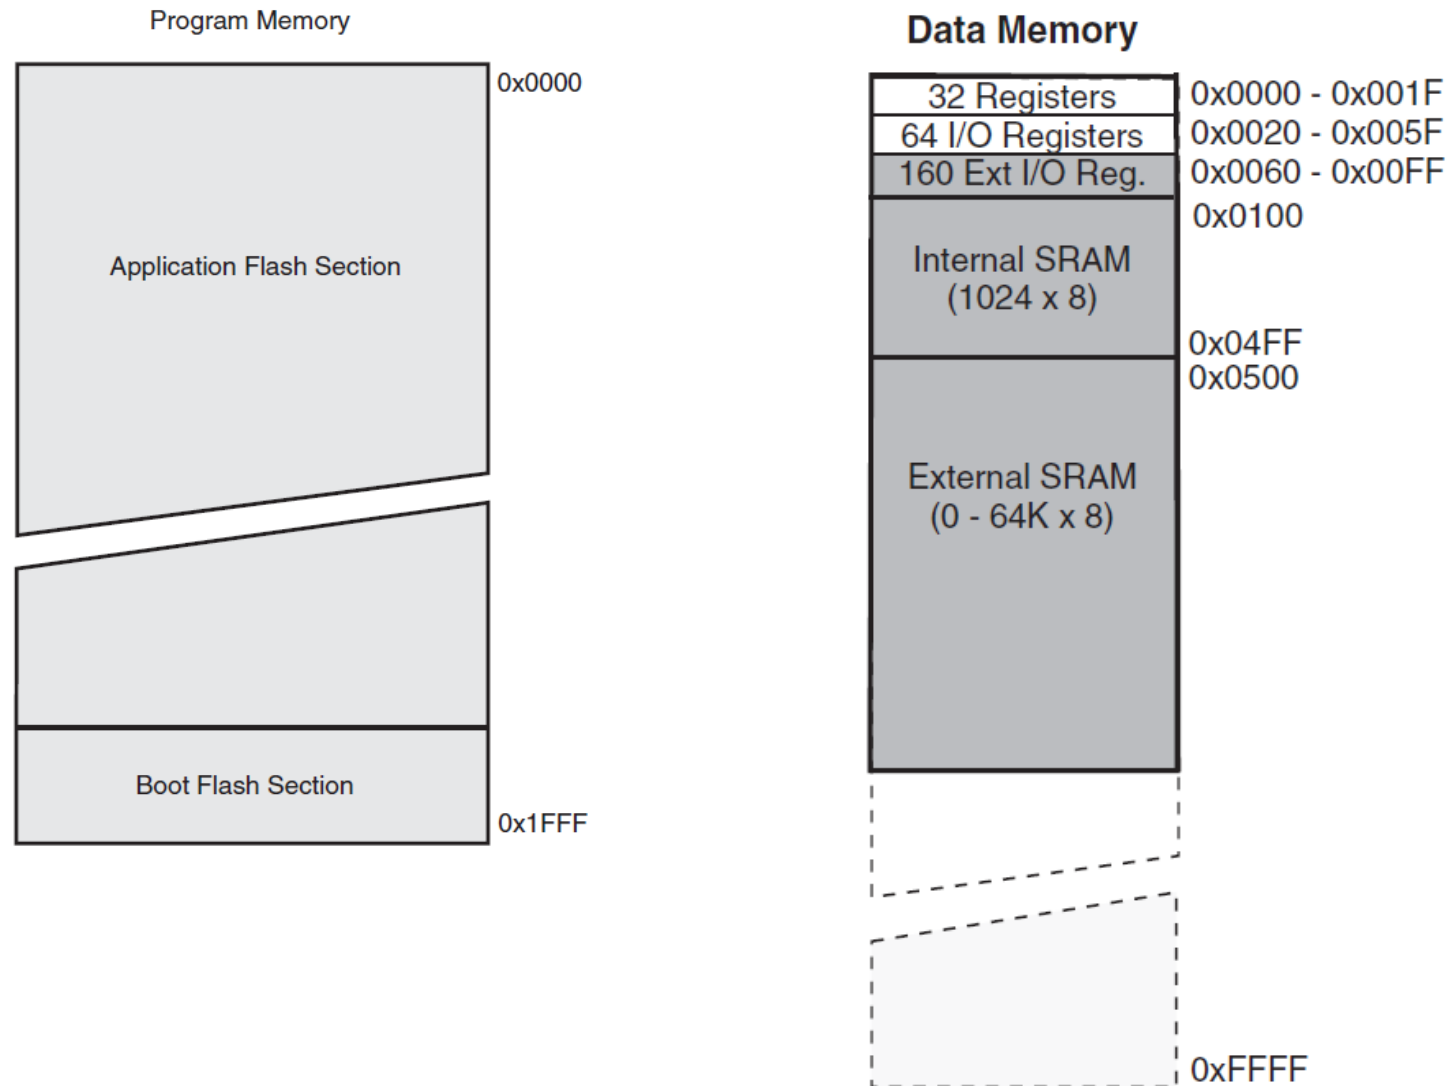 Program Memory
0x0000
Application Flash Section
Boot Flash Section
0x1FFF
Data Memory
32 Registers
0x0000 - 0x001F
64 I/O Registers
0x0020 - 0x005F
160 Ext I/O Reg.
0x0060 - 0x00FF
0x0100
Internal SRAM
(1024 x 8)
0x04FF
0x0500
External SRAM
(0 - 64K x 8)
0xFFFF